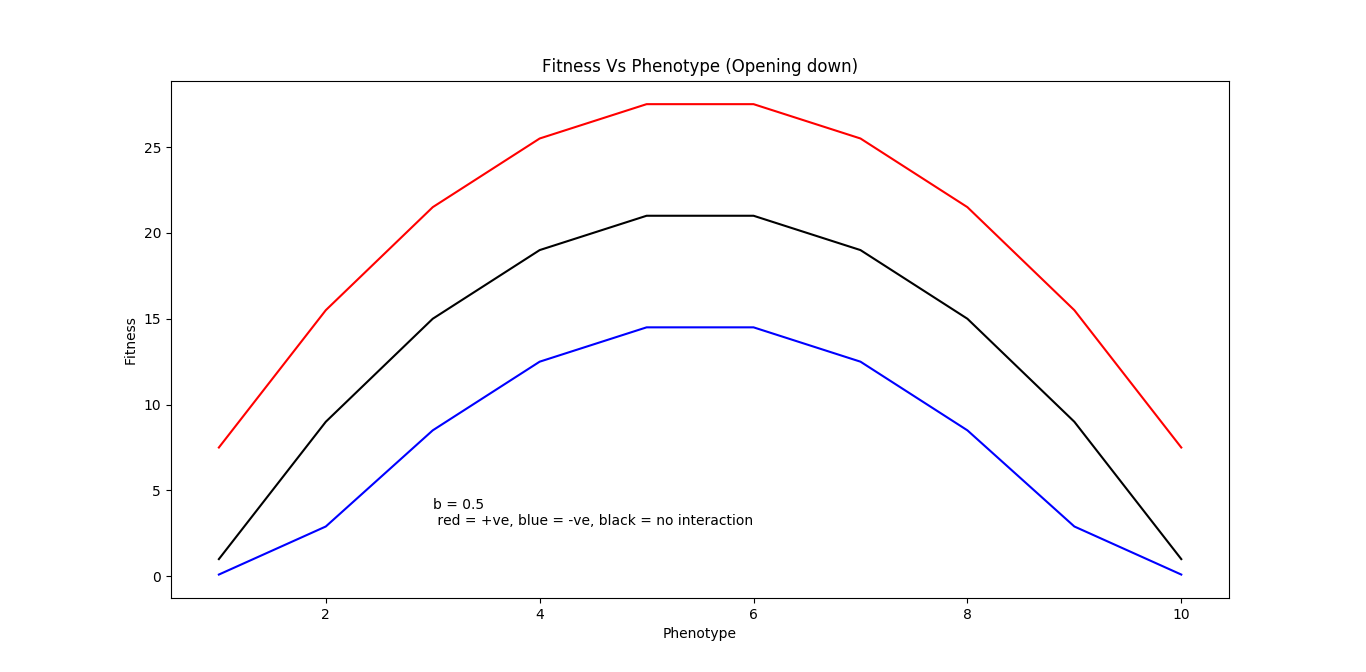 Fitness Vs Phenotype (Opening down)
25
20
15
10
5
0
Fitness
b = 0.5
red = +ve, blue = -ve, black = no interaction
2 4 6 8 10
Phenotype